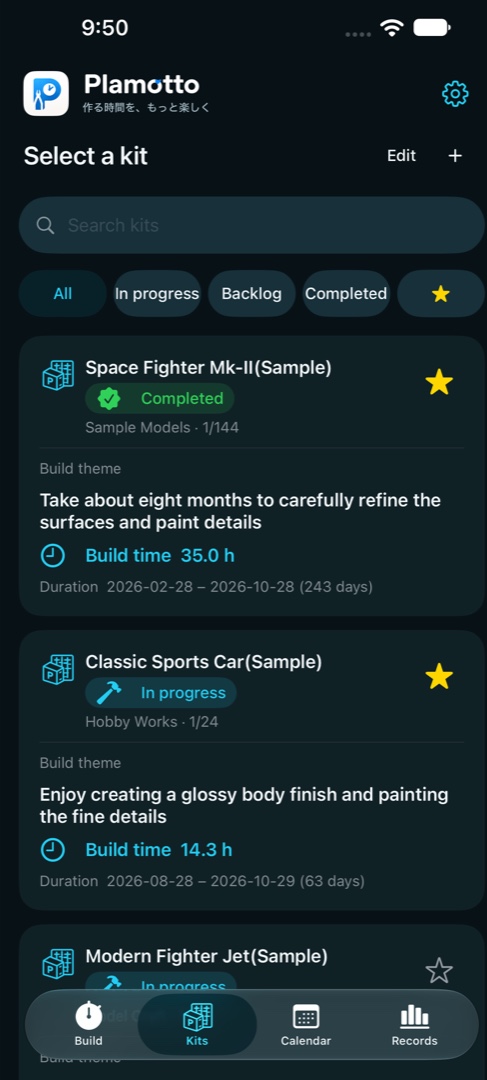 9:50
Plamotto
作る時間を、もっと楽しく
Select a kit
Edit
+
Search kits
All
In progress
Backlog
Completed
Space Fighter Mk-II(Sample)
Completed
Sample Models · 1/144
Build theme
Take about eight months to carefully refine the
surfaces and paint details
Build time 35.0 h
Duration 2026-02-28 – 2026-10-28 (243 days)
Classic Sports Car(Sample)
In progress
Hobby Works · 1/24
Build theme
Enjoy creating a glossy body finish and painting
the fine details
Build time 14.3 h
Duration 2026-08-28 – 2026-10-29 (63 days)
Modern Fighter Jet(Sample)
In progress
Build
Kits
Calendar
Records
Build theme